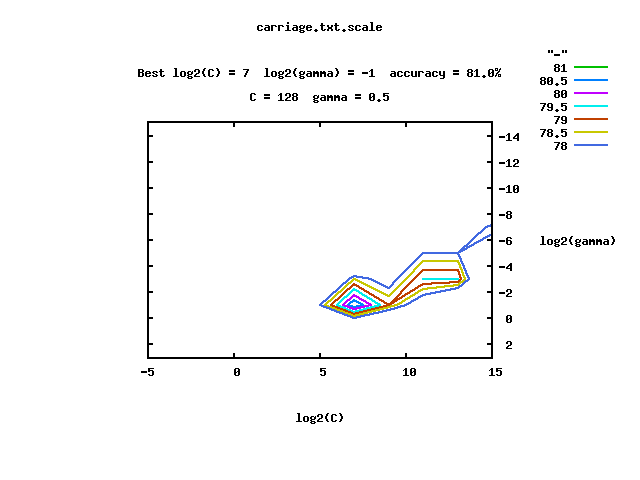 carriage.txt.scale
"_"
Best log2(C) = 7 log2(gamma) = -1 accuracy = 81.0%
C = 128 gamma = 0.5
81
80.5
80
79.5
79
78.5
78
-14
-12
-10
-8
-6
-4
-2
0
2
log2(gamma)
-5 0 5 10 15
log2(C)